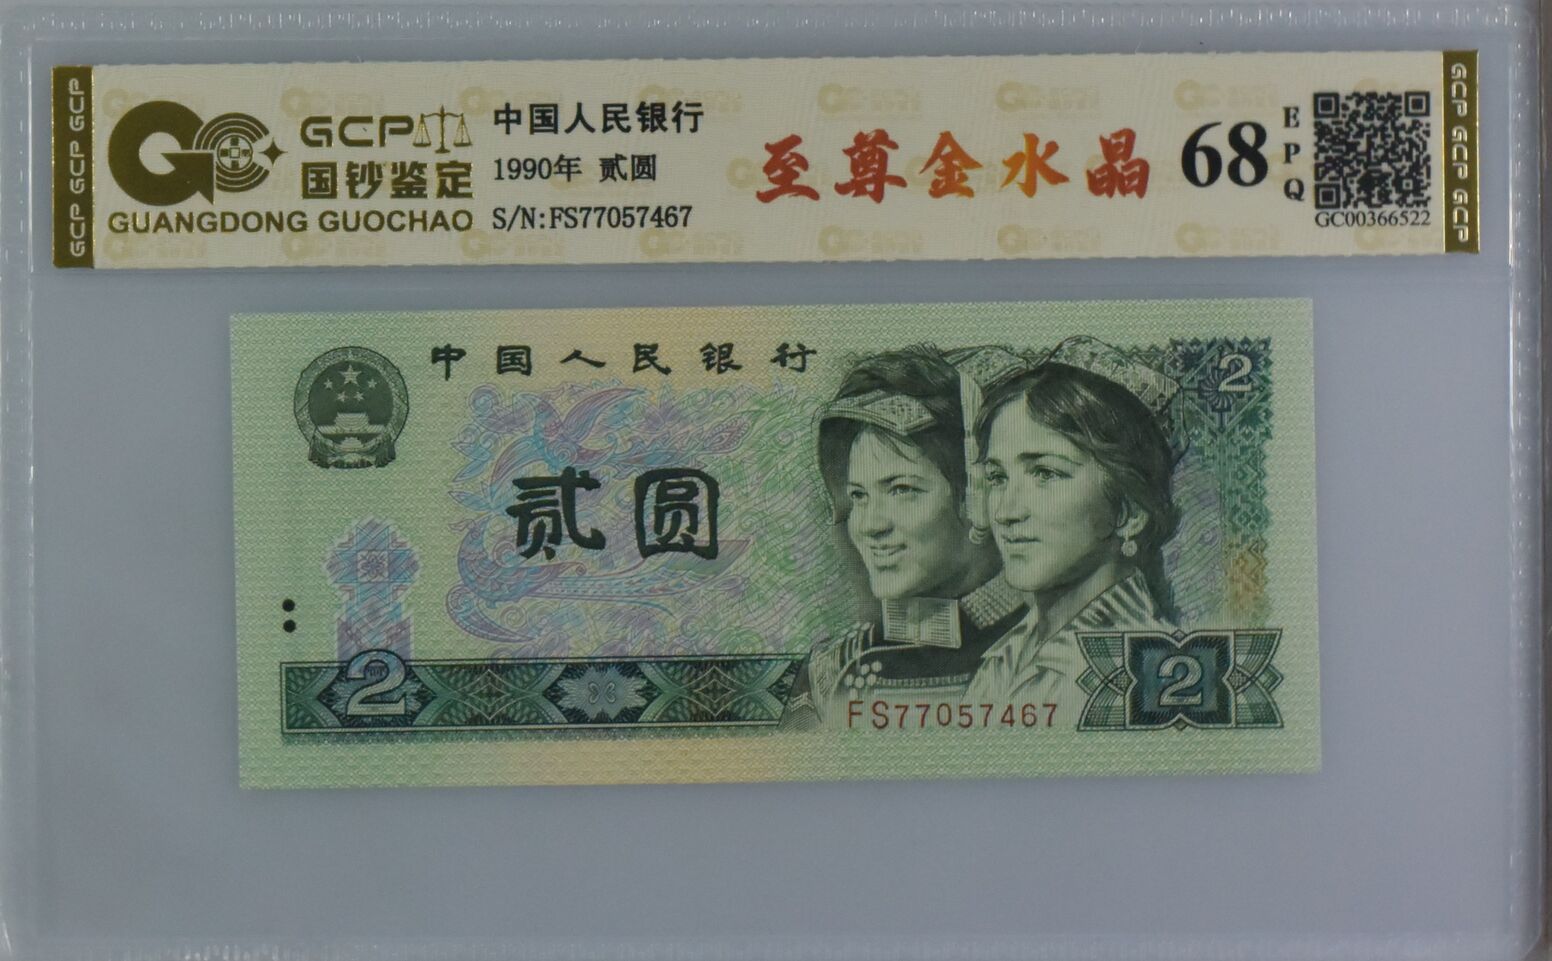 GCP GCP GCP
GCP
国钞鉴定
GUANGDONG GUOCHAO
中国人民银行
1990年 贰圆
S/N:FS77057467
至尊金水晶
68
EPQ
GC00366522
GCP GCP GCP
中国人民银行
2
贰圆
2
FS77057467
2